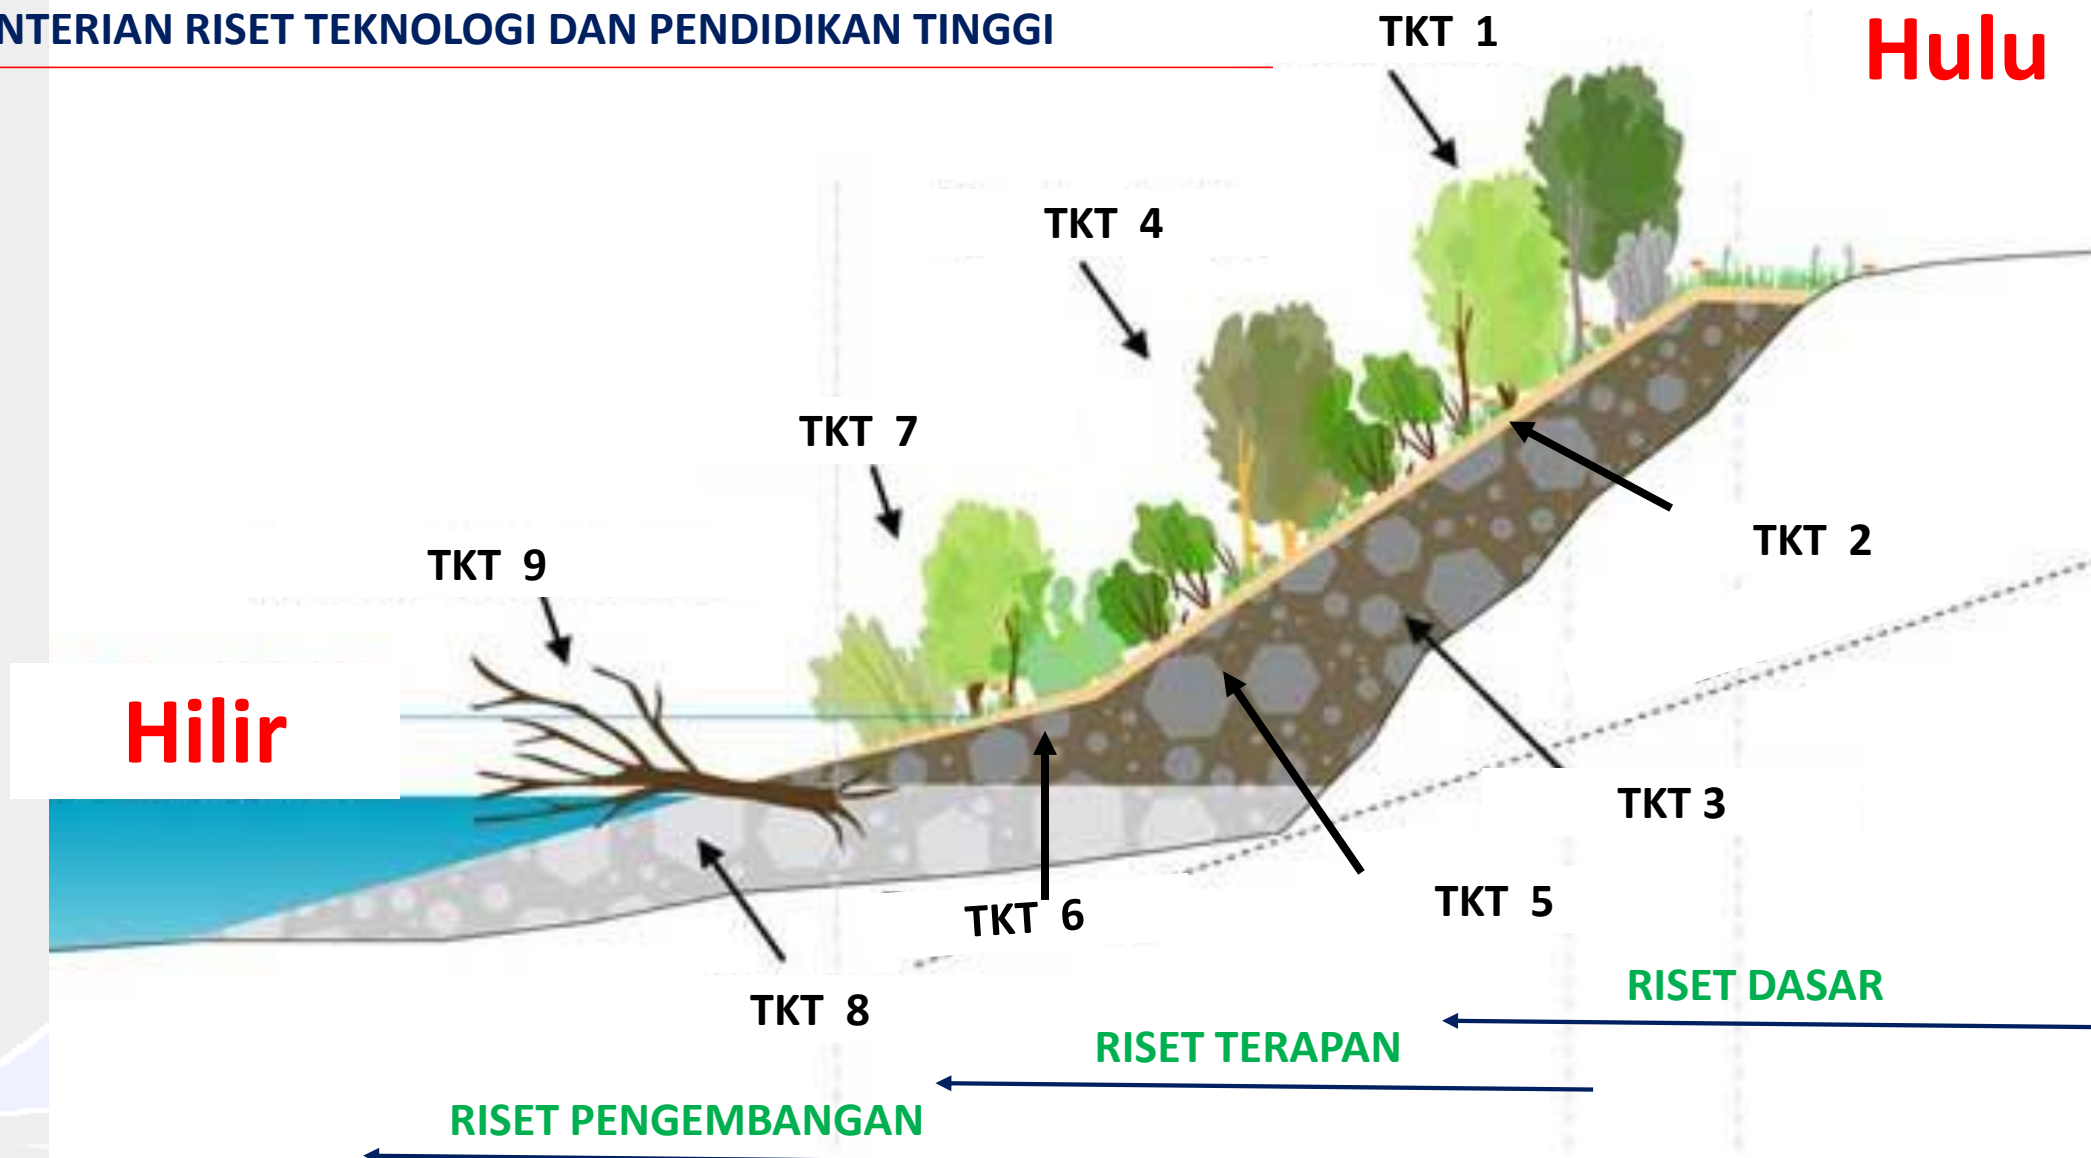 NTERIAN RISET TEKNOLOGI DAN PENDIDIKAN TINGGI
TKT 1
Hulu
TKT 4
TKT 7
TKT 2
TKT 9
Hilir
TKT 3
TKT 5
TKT 6
TKT 8
RISET DASAR
RISET TERAPAN
RISET PENGEMBANGAN